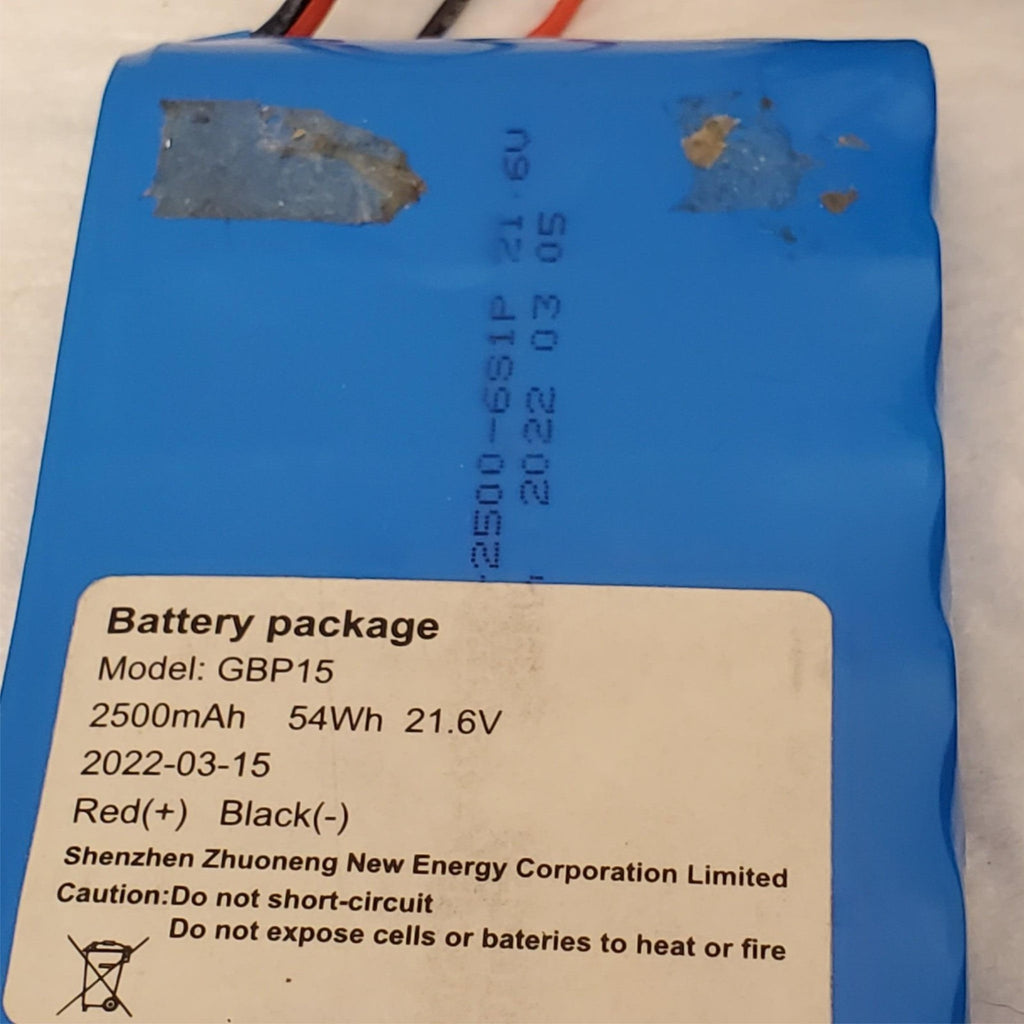 2500-6S1P 21.6V
2022 03 05
Battery package
Model: GBP15
2500mAh 54Wh 21.6V
2022-03-15
Red(+) Black(-)
Shenzhen Zhuoneng New Energy Corporation Limited
Caution:Do not short-circuit
Do not expose cells or bateries to heat or fire